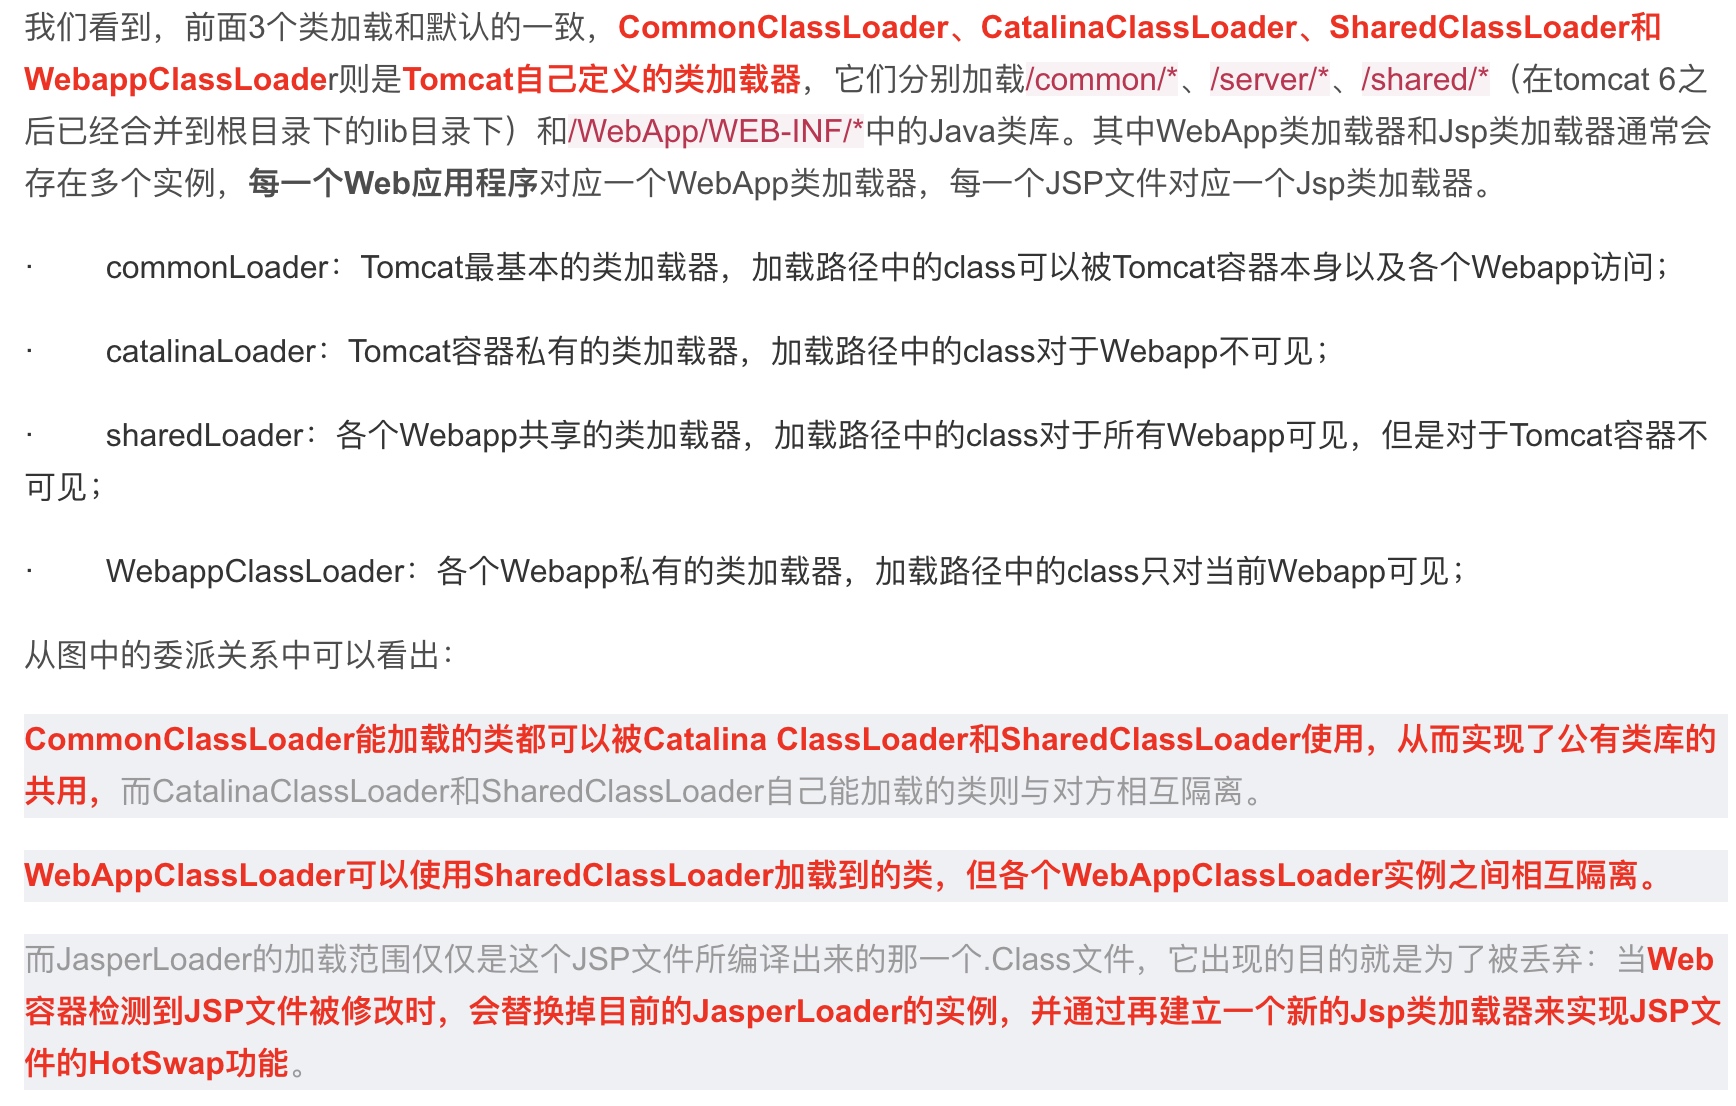 我们看到，前面3个类加载和默认的一致，CommonClassLoader、CatalinaClassLoader、SharedClassLoader和
WebappClassLoader则是Tomcat自己定义的类加载器，它们分别加载/common/*、/server/*、/shared/*（在tomcat 6之
后已经合并到根目录下的lib目录下）和/WebApp/WEB-INF/*中的Java类库。其中WebApp类加载器和Jsp类加载器通常会
存在多个实例，每一个Web应用程序对应一个WebApp类加载器，每一个JSP文件对应一个Jsp类加载器。
· commonLoader：Tomcat最基本的类加载器，加载路径中的class可以被Tomcat容器本身以及各个Webapp访问；
· catalinaLoader：Tomcat容器私有的类加载器，加载路径中的class对于Webapp不可见；
· sharedLoader：各个Webapp共享的类加载器，加载路径中的class对于所有Webapp可见，但是对于Tomcat容器不
可见；
· WebappClassLoader：各个Webapp私有的类加载器，加载路径中的class只对当前Webapp可见；
从图中的委派关系中可以看出：
CommonClassLoader能加载的类都可以被Catalina ClassLoader和SharedClassLoader使用，从而实现了公有类库的
共用，而CatalinaClassLoader和SharedClassLoader自己能加载的类则与对方相互隔离。
WebAppClassLoader可以使用SharedClassLoader加载到的类，但各个WebAppClassLoader实例之间相互隔离。
而JasperLoader的加载范围仅仅是这个JSP文件所编译出来的那一个.Class文件，它出现的目的就是为了被丢弃：当Web
容器检测到JSP文件被修改时，会替换掉目前的JasperLoader的实例，并通过再建立一个新的Jsp类加载器来实现JSP文
件的HotSwap功能。